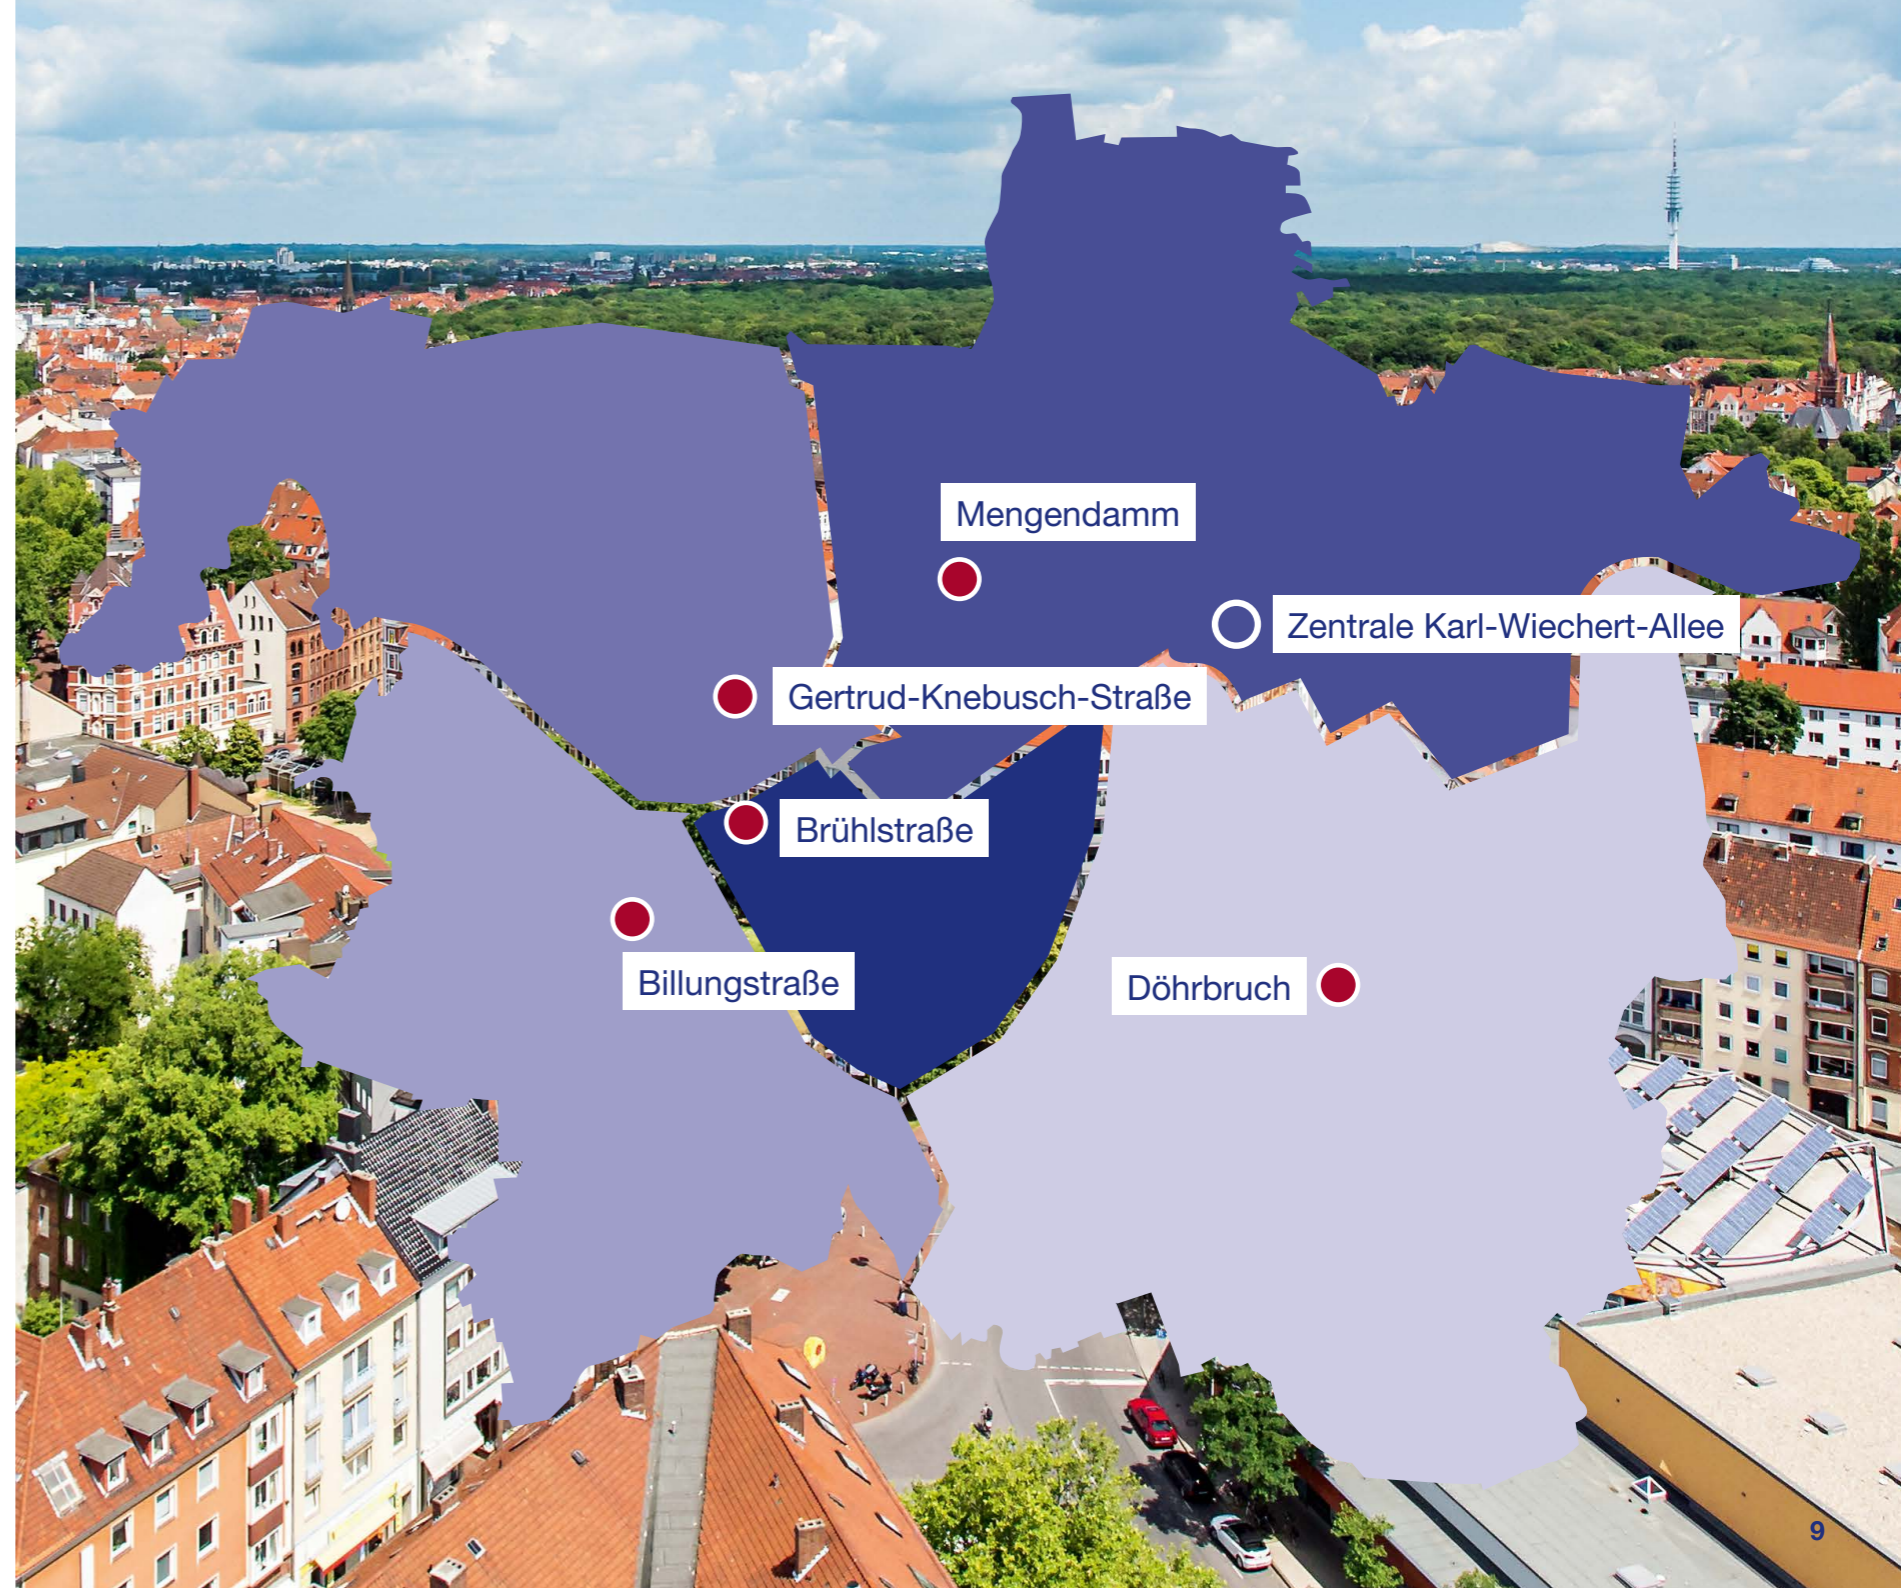 Mengendamm
Zentrale Karl-Wiechert-Allee
Gertrud-Knebusch-Straße
Brühlstraße
Billungstraße
Döhrbruch
9